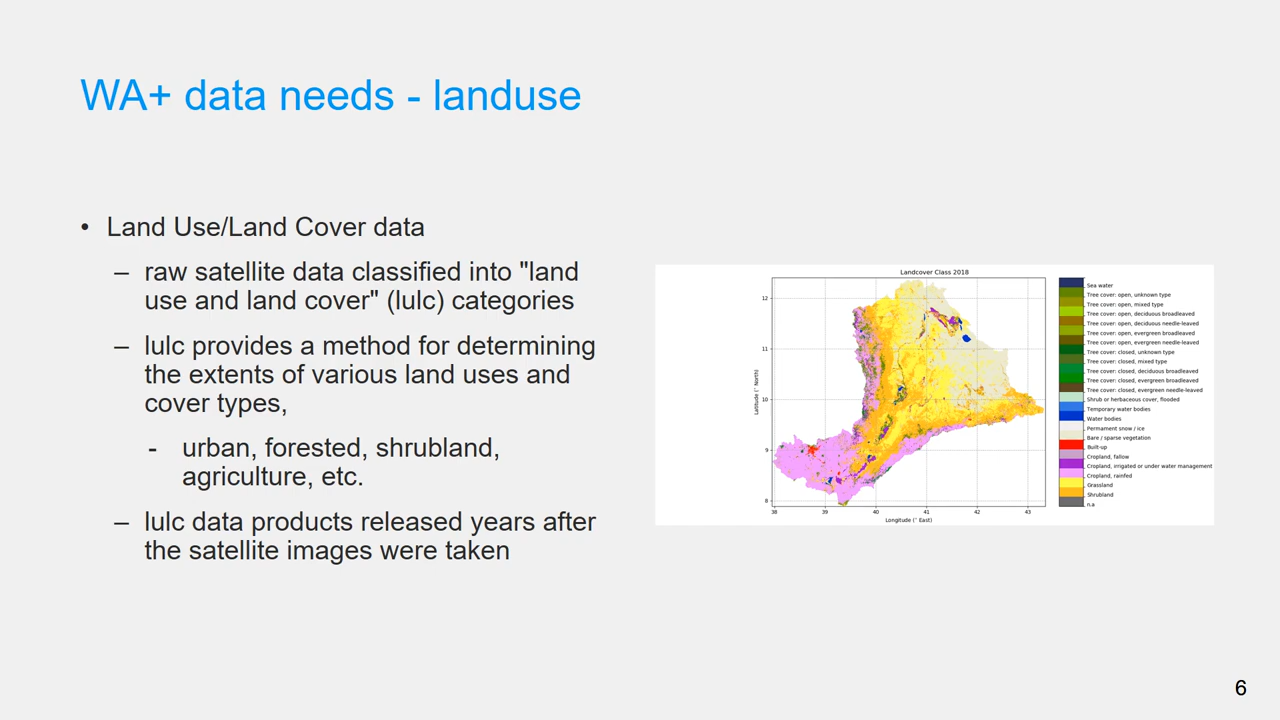 WA+ data needs - landuse
• Land Use/Land Cover data
– raw satellite data classified into "land
use and land cover" (lulc) categories
– lulc provides a method for determining
the extents of various land uses and
cover types,
- urban, forested, snrubland,
agriculture, etc.
– lulc data products released years after
the satellite images were taken
Landcover Class 2018
12
11
10
9
8
Latitude (° North)
38 39 40 41 42 43
Longitude (° East)
Sea water
Tree cover: open, unknown type
Tree cover: open, mixed type
Tree cover: open, deciduous broadleaved
Tree cover: open, deciduous needle-leaved
Tree cover: open, evergreen broadleaved
Tree cover: open, evergreen needle-leaved
Tree cover: closed, unknown type
Tree cover: closed, mixed type
Tree cover: closed, deciduous broadleaved
Tree cover: closed, evergreen broadleaved
Tree cover: closed, evergreen needle-leaved
Shrub or herbaceous cover, flooded
Temporary water bodies
Water bodies
Permament snow / ice
Bare / sparse vegetation
Built-up
Cropland, fallow
Cropland, irrigated or under water management
Cropland, rainfed
Grassland
Shrubland
n.a
6